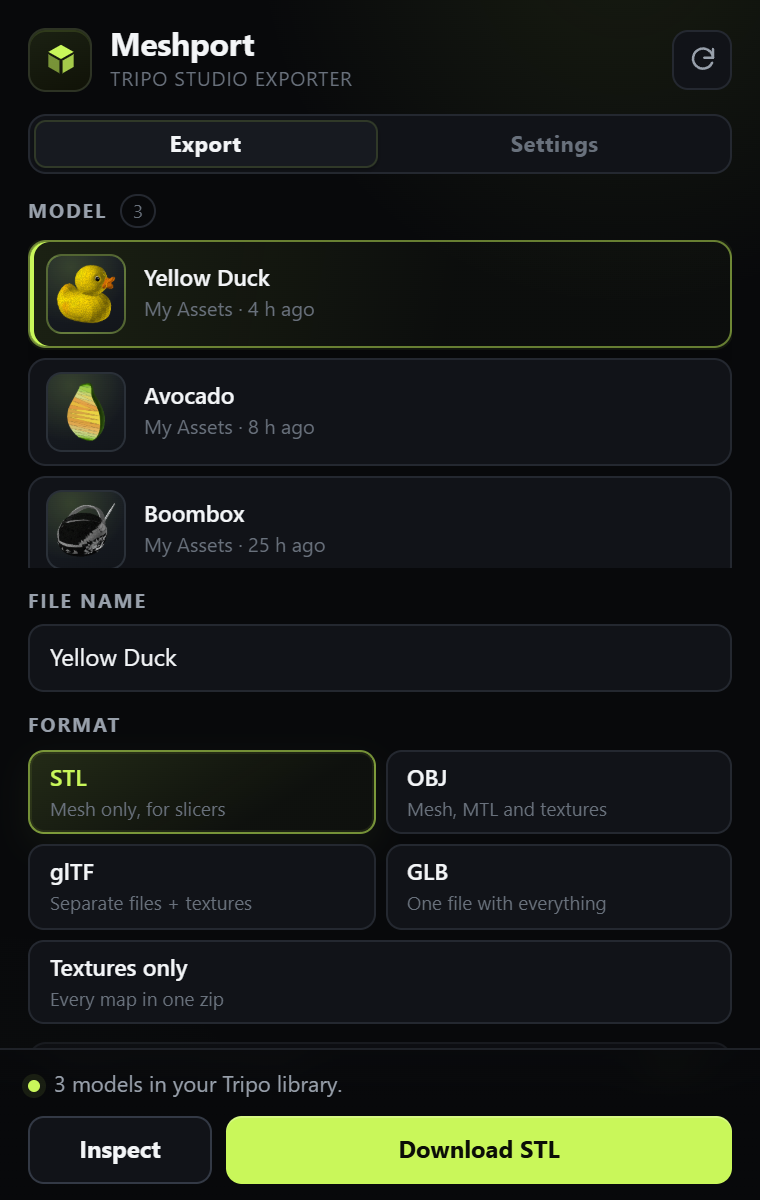 Meshport
TRIPO STUDIO EXPORTER
Export
Settings
MODEL 3
Yellow Duck
My Assets · 4 h ago
Avocado
My Assets · 8 h ago
Boombox
My Assets · 25 h ago
FILE NAME
Yellow Duck
FORMAT
STL
Mesh only, for slicers
OBJ
Mesh, MTL and textures
glTF
Separate files + textures
GLB
One file with everything
Textures only
Every map in one zip
3 models in your Tripo library.
Inspect
Download STL